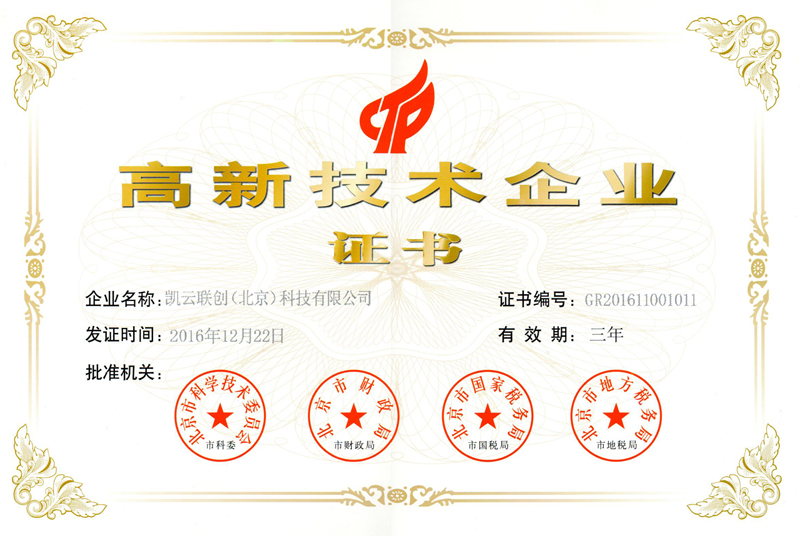 高新技术企业
证书
企业名称:凯云联创(北京)科技有限公司
证书编号:GR201611001011
发证时间:2016年12月22日
有 效 期:三年
批准机关:
北京市科学技术委员会
市科委
北京市财政局
市财政局
北京市国家税务局
市国税局
北京市地方税务局
市地税局